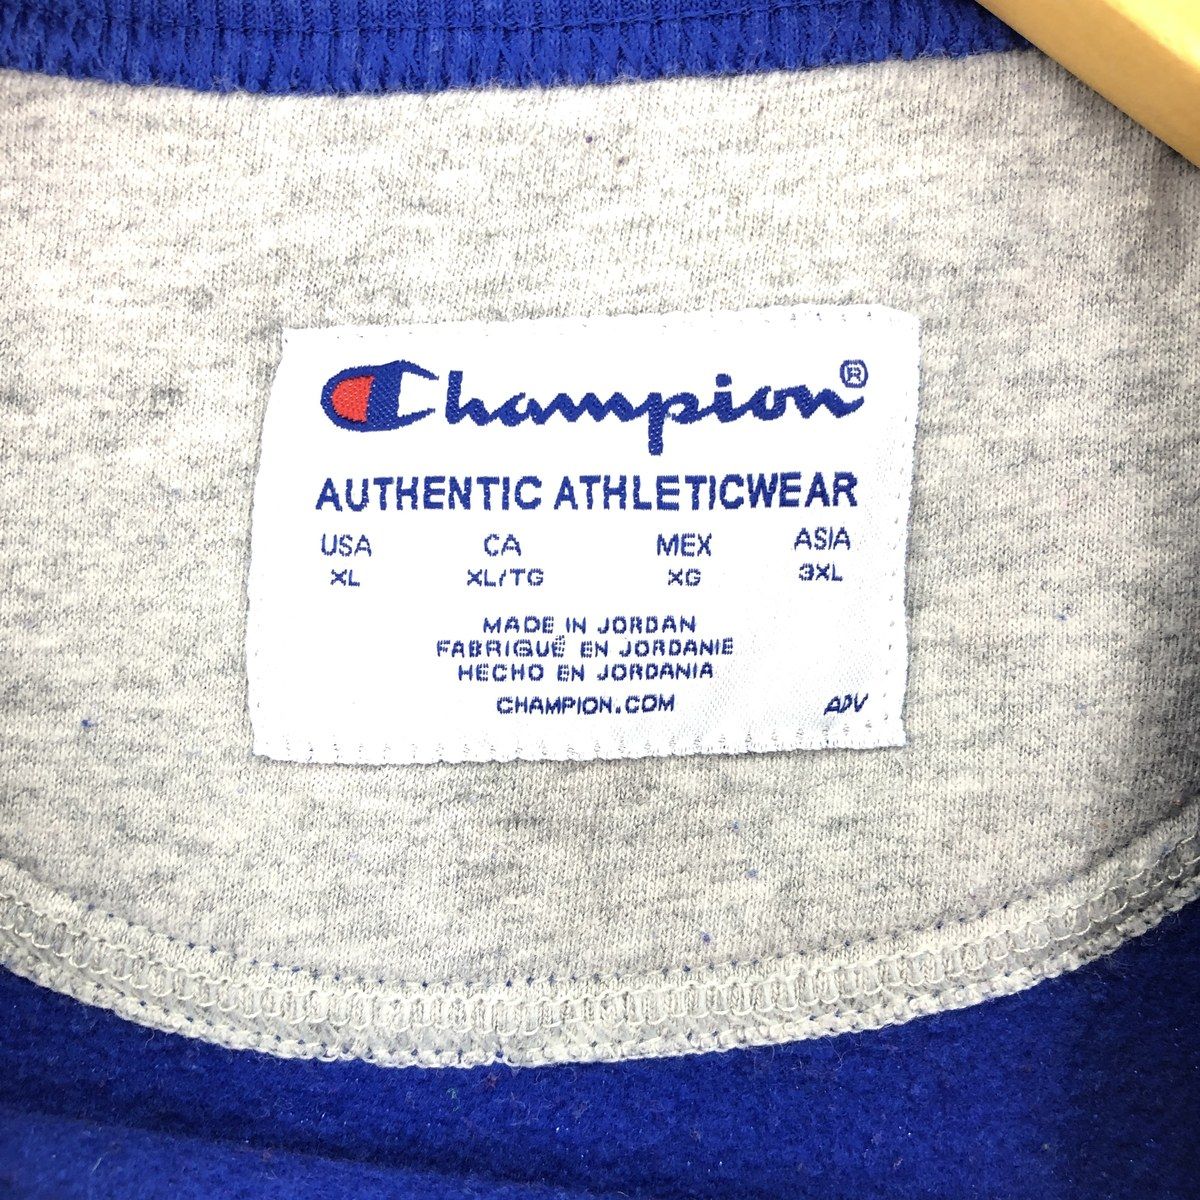 Champion®
AUTHENTIC ATHLETICWEAR
USA CA MEX ASIA
XL XL/TG XG 3XL
MADE IN JORDAN
FABRIQUÉ EN JORDANIE
HECHO EN JORDANIA
CHAMPION.COM ADV